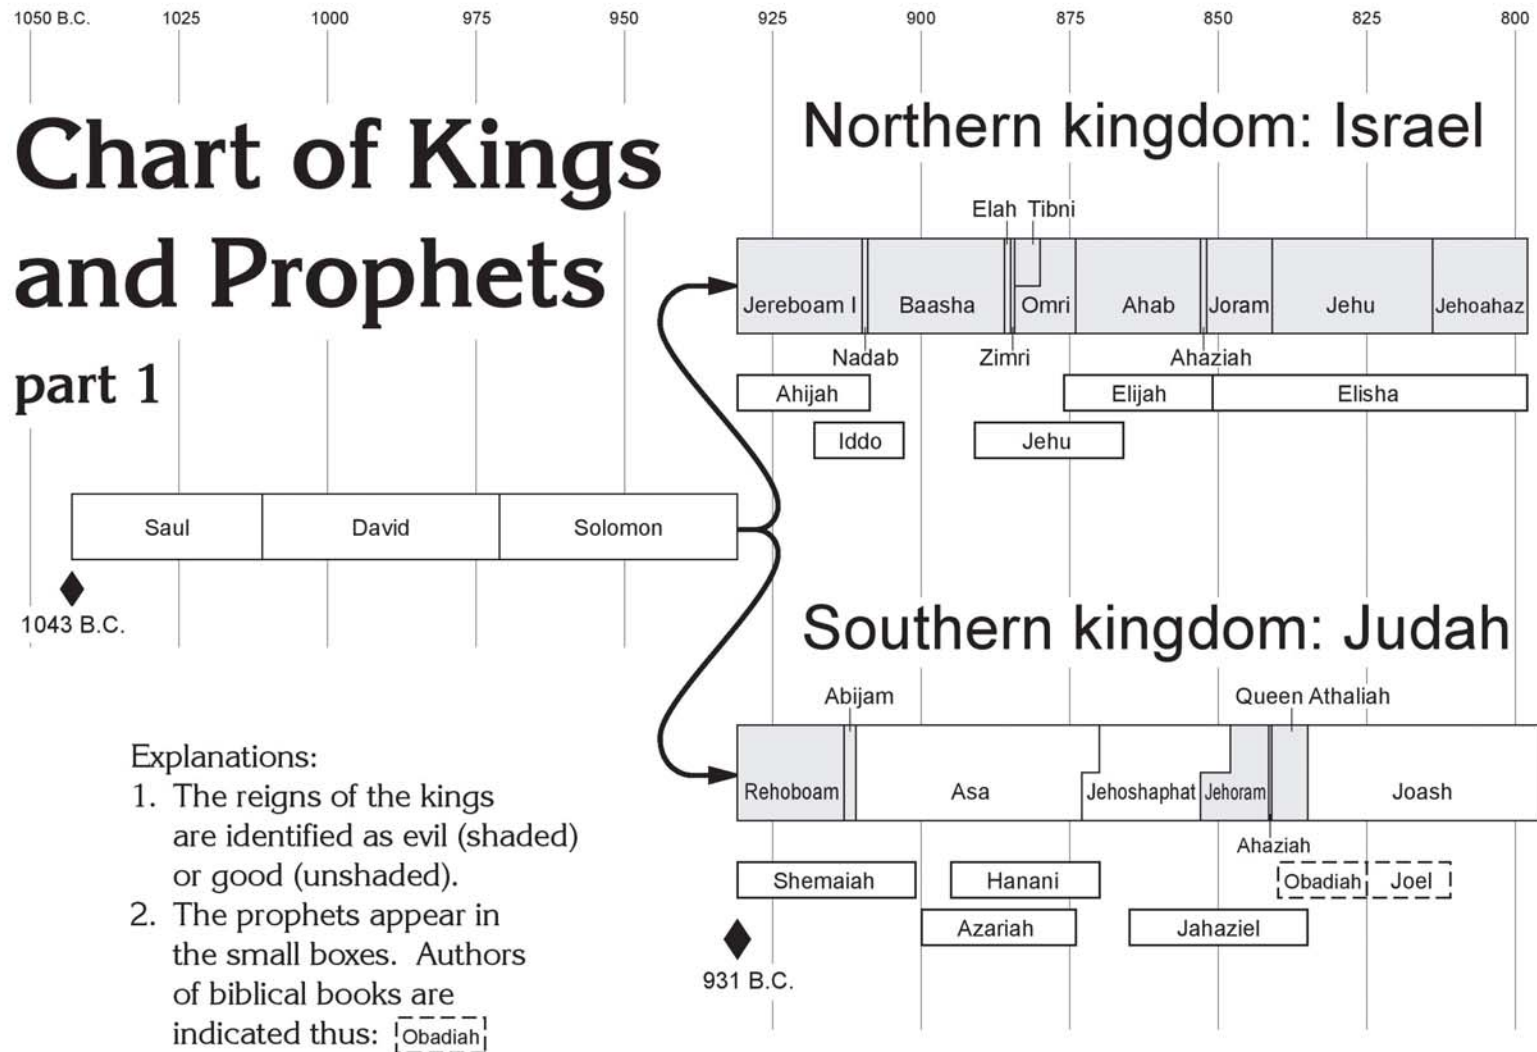 1050 B.C. 1025 1000 975 950 925 900 875 850 825 800
Chart of Kings
and Prophets
part 1
Northern kingdom: Israel
Elah Tibni
Jereboam I Baasha Omri Ahab Joram Jehu Jehoahaz
Nadab Zimri Ahaziah
Ahijah Elijah Elisha
Iddo Jehu
Saul David Solomon
1043 B.C.
Southern kingdom: Judah
Abijam Queen Athaliah
Rehoboam Asa Jehoshaphat Jehoram Joash
Ahaziah
Shemaiah Hanani Obadiah Joel
Azariah Jahaziel
931 B.C.
Explanations:
1. The reigns of the kings
are identified as evil (shaded)
or good (unshaded).
2. The prophets appear in
the small boxes. Authors
of biblical books are
indicated thus: Obadiah